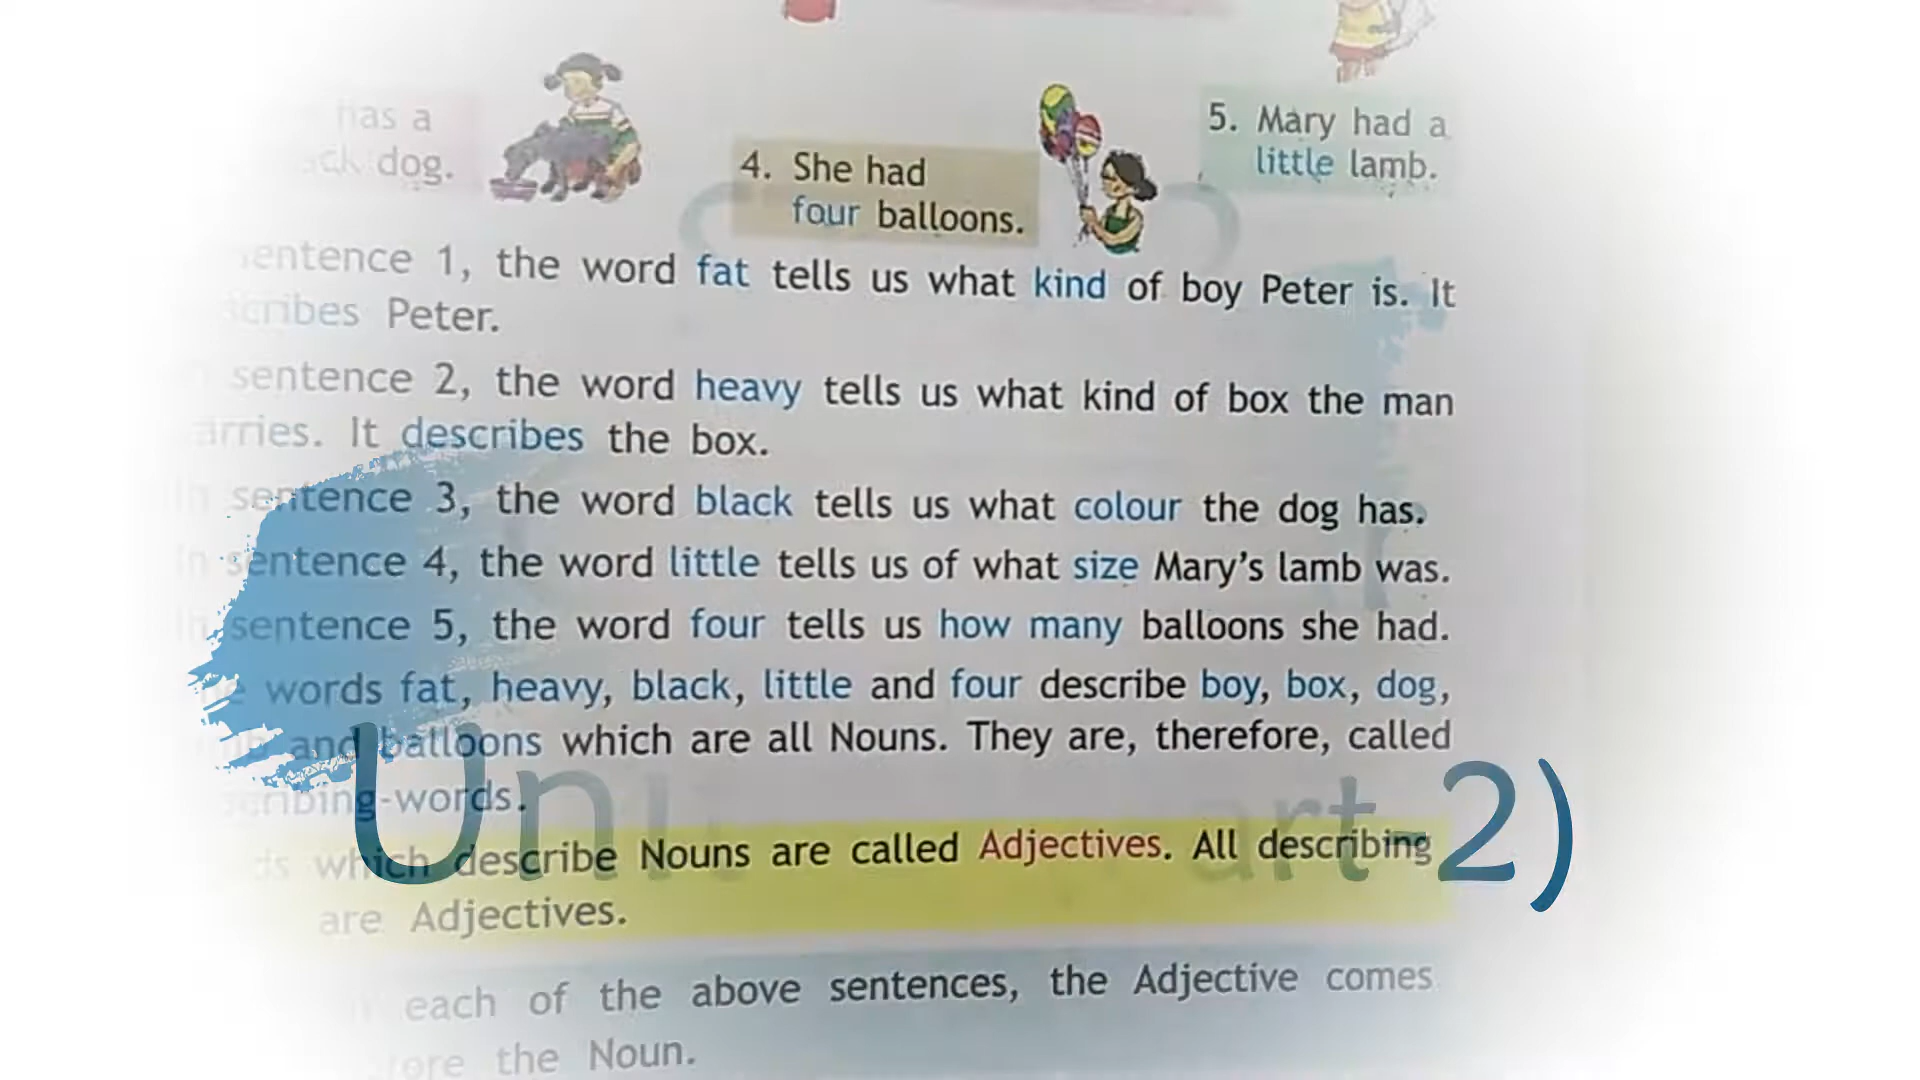 has a
dog.
4. She had
four balloons.
5. Mary had a
little lamb.
sentence 1, the word fat tells us what kind of boy Peter is. It
describes Peter.
sentence 2, the word heavy tells us what kind of box the man
carries. It describes the box.
In sentence 3, the word black tells us what colour the dog has.
In sentence 4, the word little tells us of what size Mary's lamb was.
In sentence 5, the word four tells us how many balloons she had.
words fat, heavy, black, little and four describe boy, box, dog,
and balloons which are all Nouns. They are, therefore, called
-words.
which describe Nouns are called Adjectives. All describing
are Adjectives.
each of the above sentences, the Adjective comes
the Noun.
-2)